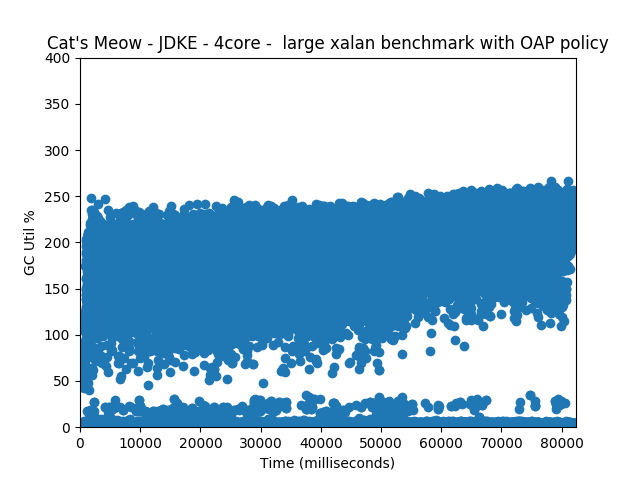 Cat's Meow - JDKE - 4core -  large xalan benchmark with OAP policy
400
350
300
250
200
150
100
50
0
GC Util %
0 10000 20000 30000 40000 50000 60000 70000 80000
Time (milliseconds)